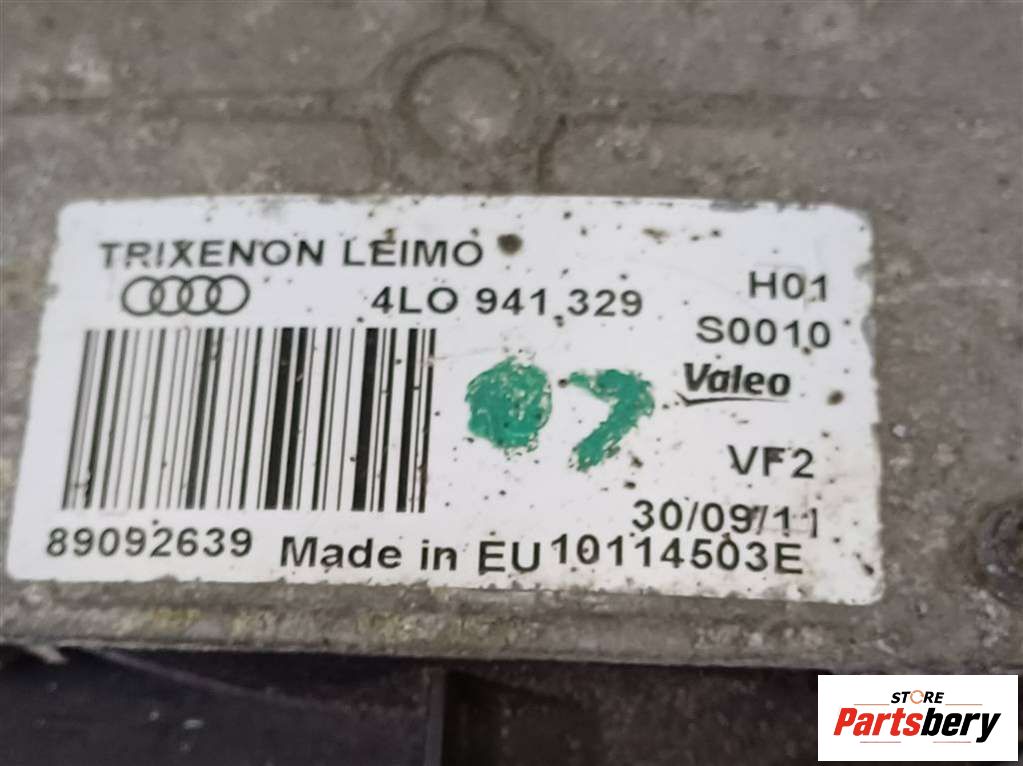 TRIXENON LEIMO
4L0 941 329
H01
S0010
Valeo
07
VF2
30/09/11
89092639 Made in EU 10114503E
STORE
Partsbery